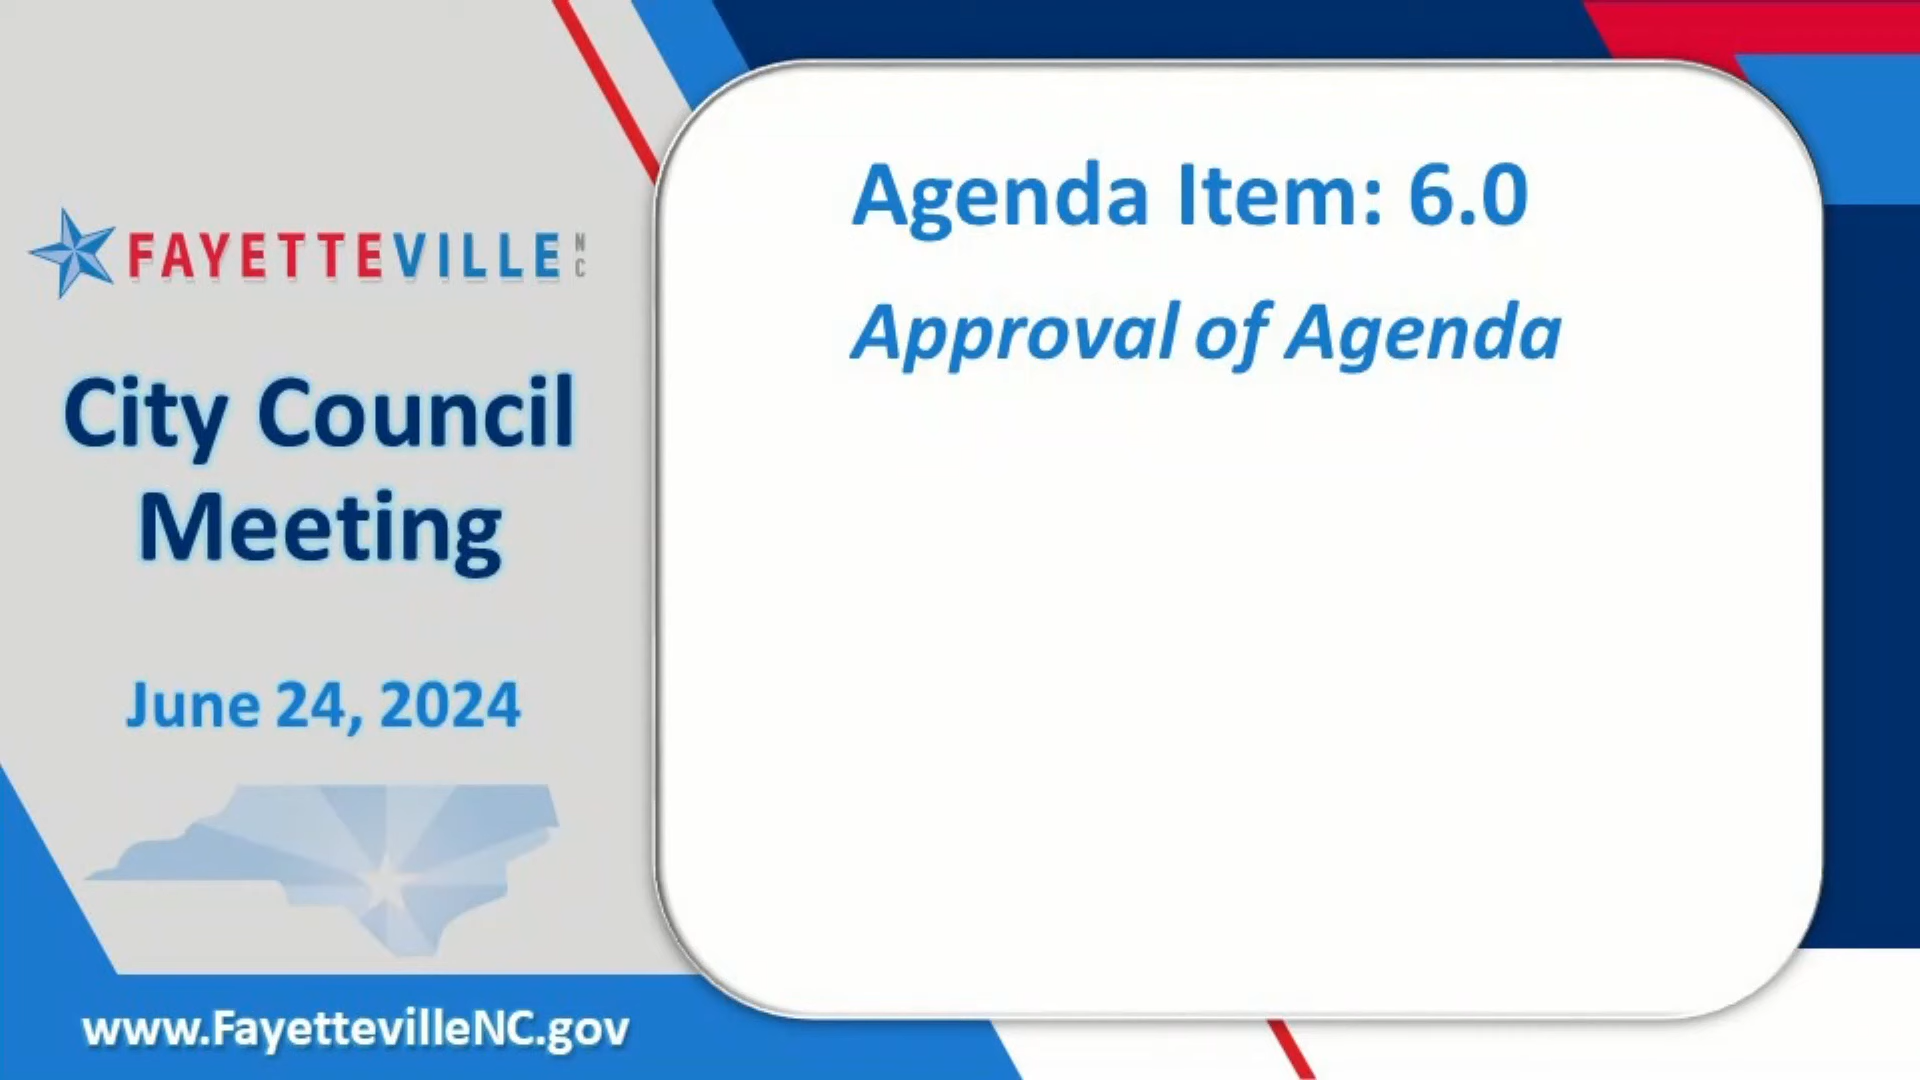 FAYETTEVILLE NC
City Council
Meeting
June 24, 2024
www.FayettevilleNC.gov
Agenda Item: 6.0
Approval of Agenda